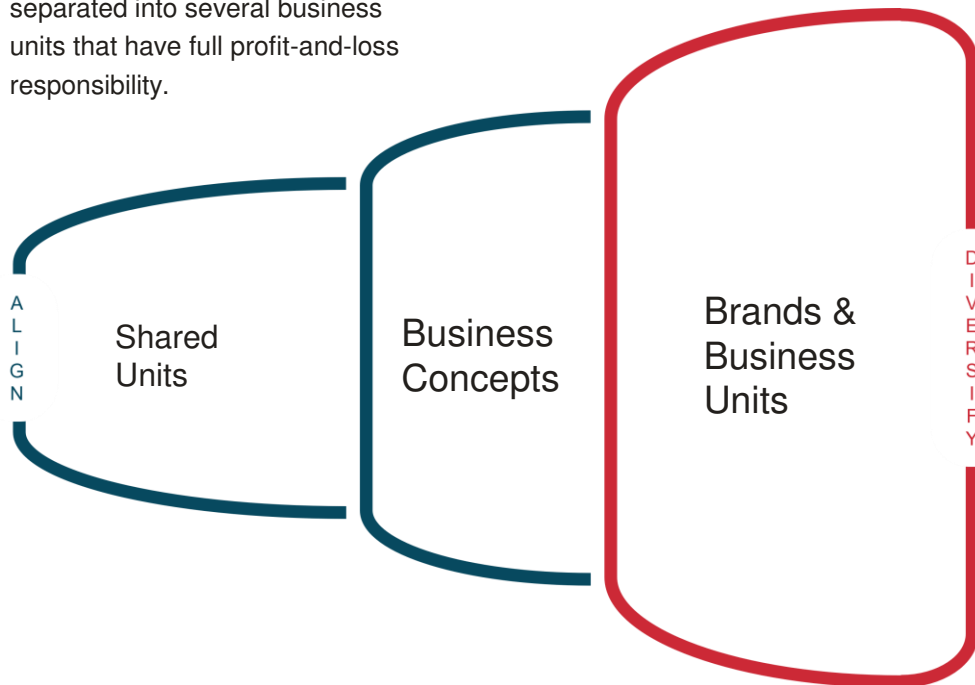 separated into several business
units that have full profit-and-loss
responsibility.
ALIGN
Shared
Units
Business
Concepts
Brands &
Business
Units
DIVERSIFY